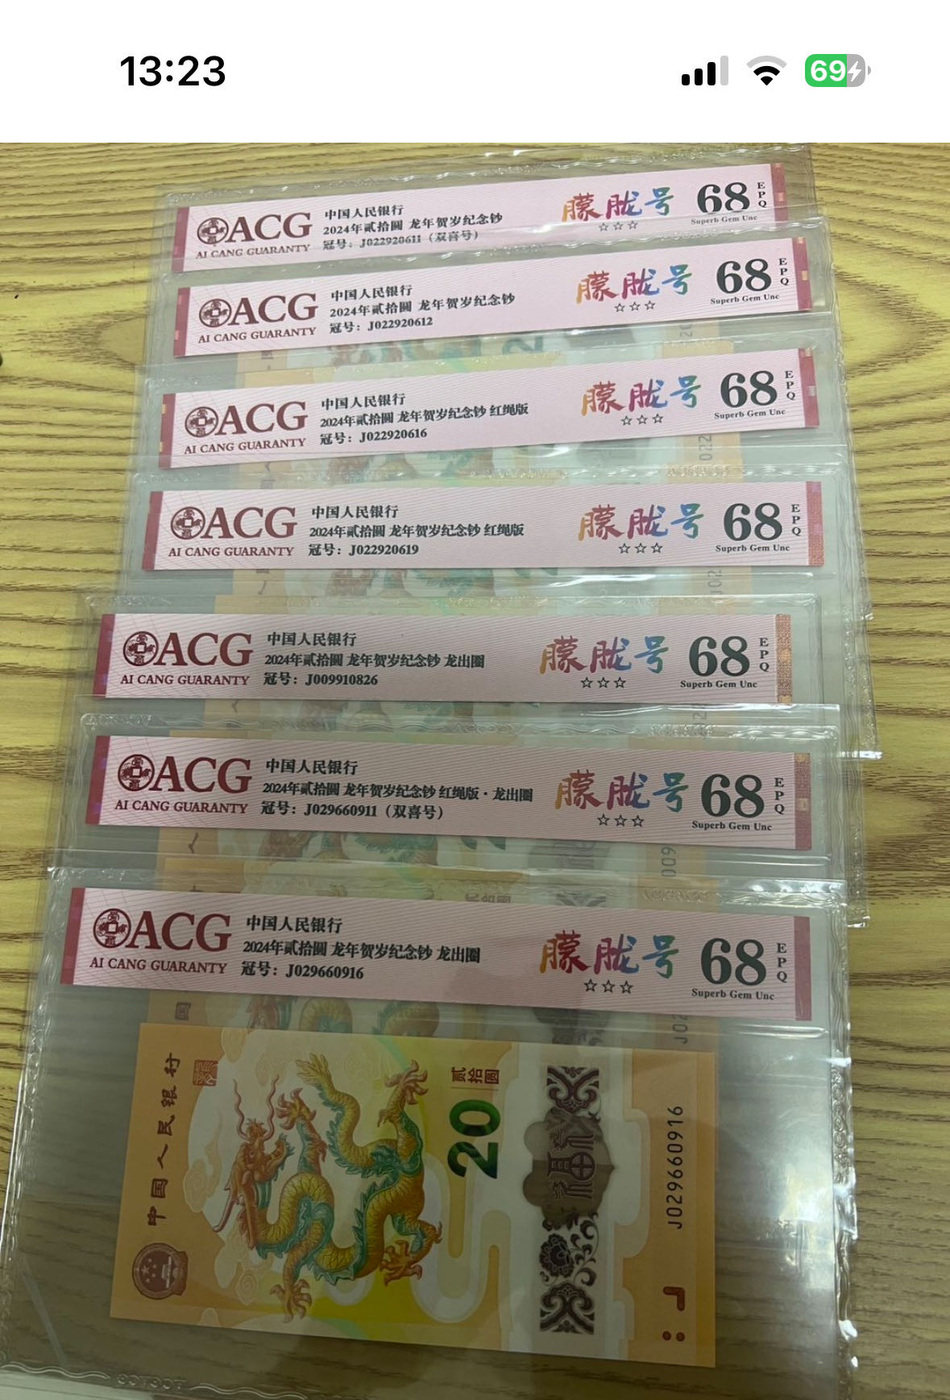 13:23
69
ACG
AI CANG GUARANTY
中国人民银行
2024年贰拾圆 龙年贺岁纪念钞
冠号：J022920611（双喜号）
朦胧号
☆☆☆
68
EPQ
Superb Gem Unc
ACG
AI CANG GUARANTY
中国人民银行
2024年贰拾圆 龙年贺岁纪念钞
冠号：J022920612
朦胧号
☆☆☆
68
EPQ
Superb Gem Unc
ACG
AI CANG GUARANTY
中国人民银行
2024年贰拾圆 龙年贺岁纪念钞 红绳版
冠号：J022920616
朦胧号
☆☆☆
68
EPQ
Superb Gem Unc
ACG
AI CANG GUARANTY
中国人民银行
2024年贰拾圆 龙年贺岁纪念钞 红绳版
冠号：J022920619
朦胧号
☆☆☆
68
EPQ
Superb Gem Unc
ACG
AI CANG GUARANTY
中国人民银行
2024年贰拾圆 龙年贺岁纪念钞 龙出圈
冠号：J009910826
朦胧号
☆☆☆
68
EPQ
Superb Gem Unc
ACG
AI CANG GUARANTY
中国人民银行
2024年贰拾圆 龙年贺岁纪念钞 红绳版·龙出圈
冠号：J029660911（双喜号）
朦胧号
☆☆☆
68
EPQ
Superb Gem Unc
ACG
AI CANG GUARANTY
中国人民银行
2024年贰拾圆 龙年贺岁纪念钞 龙出圈
冠号：J029660916
朦胧号
☆☆☆
68
EPQ
Superb Gem Unc
中国人民银行
贰拾圆
20
J029660916